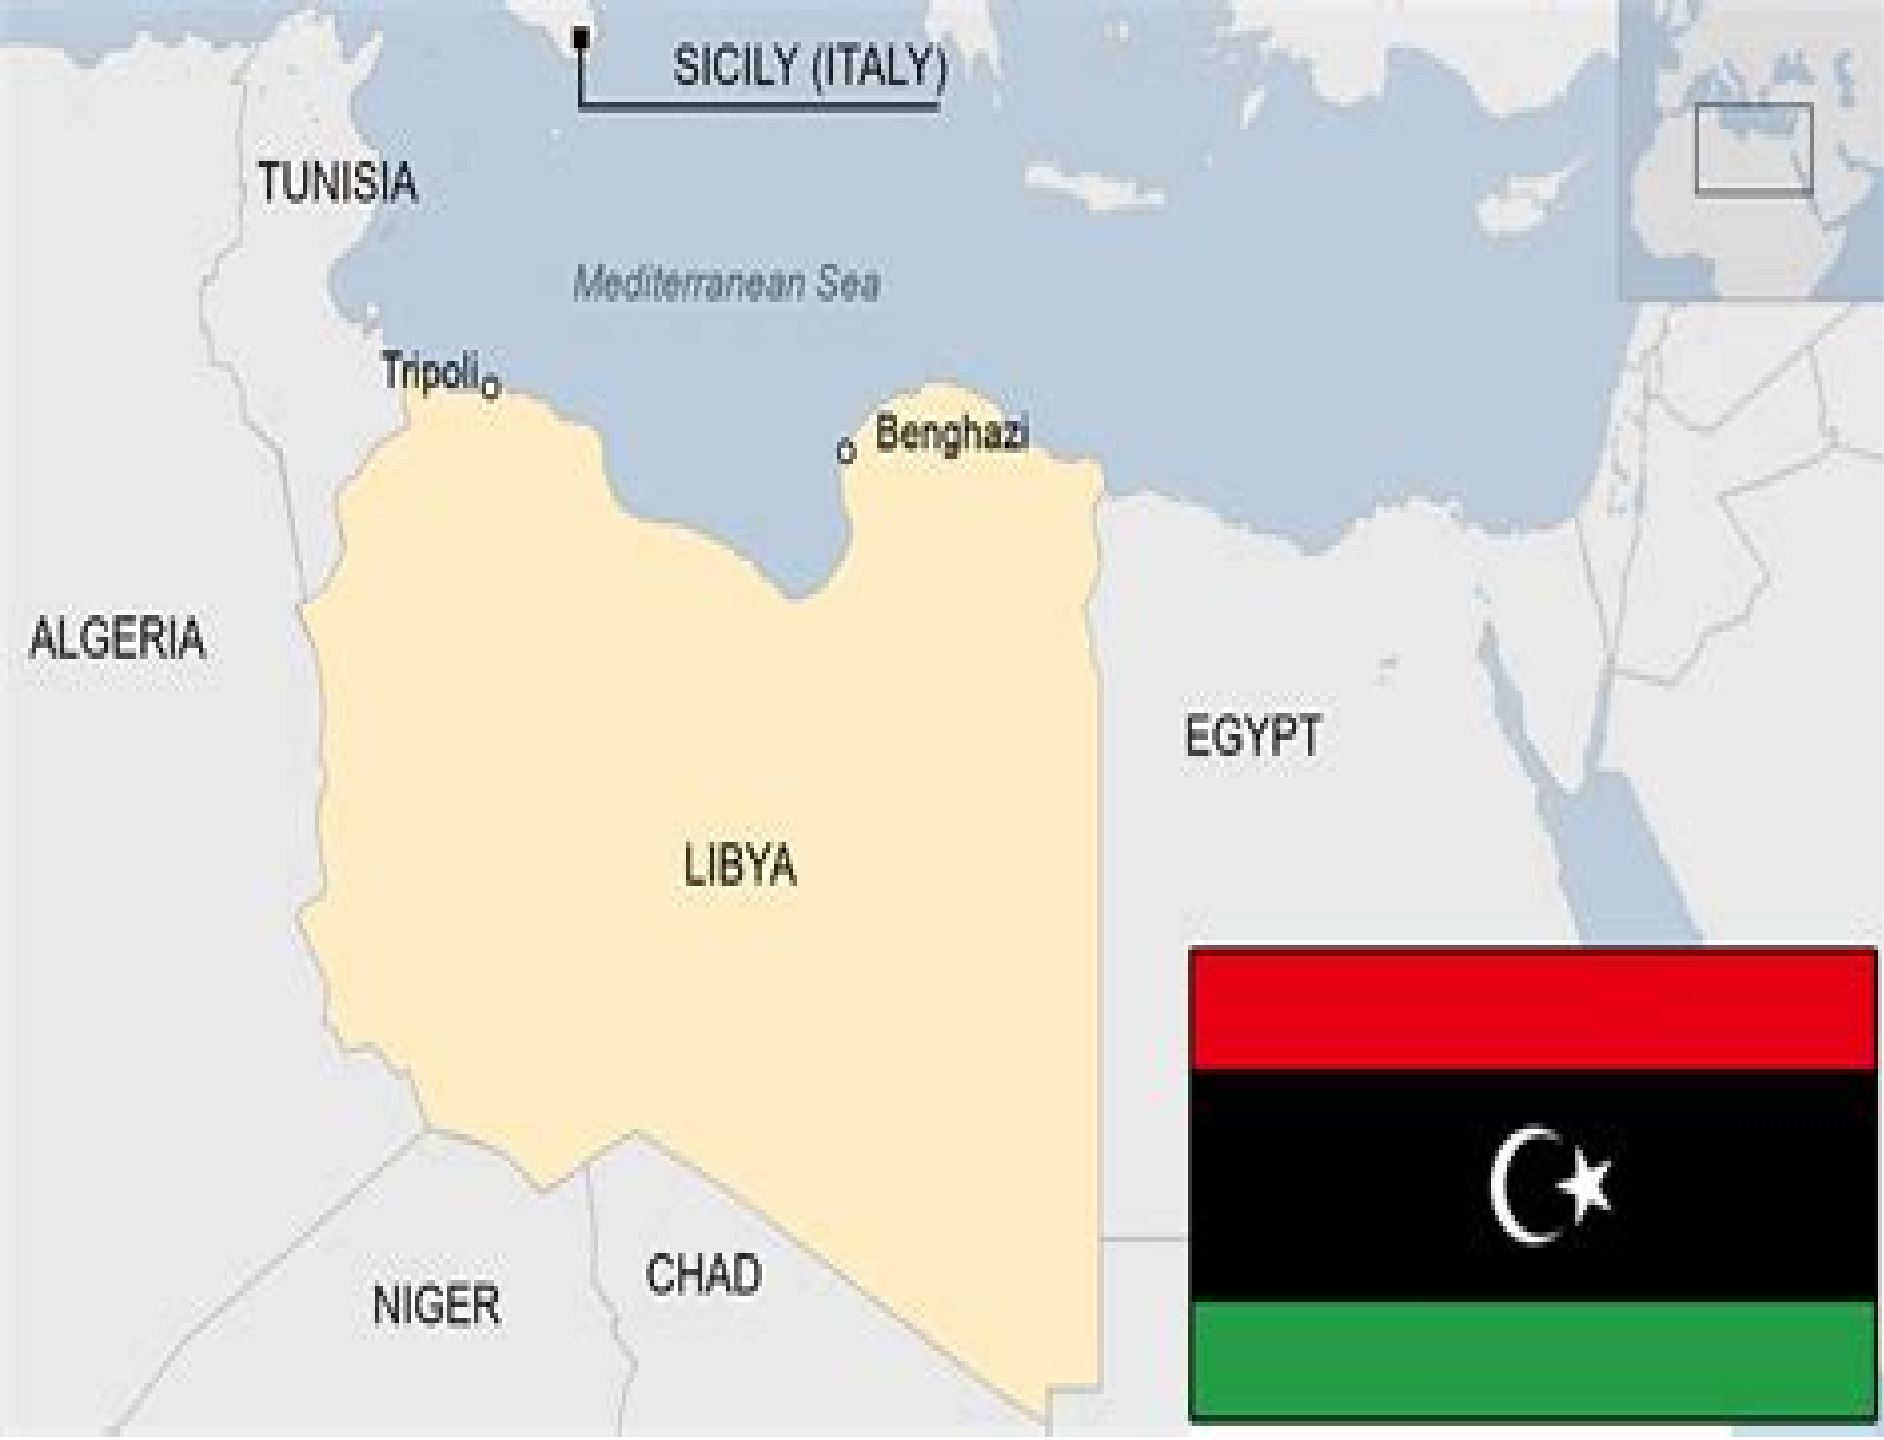 SICILY (ITALY)
TUNISIA
Mediterranean Sea
Tripoli
Benghazi
ALGERIA
EGYPT
LIBYA
CHAD
NIGER